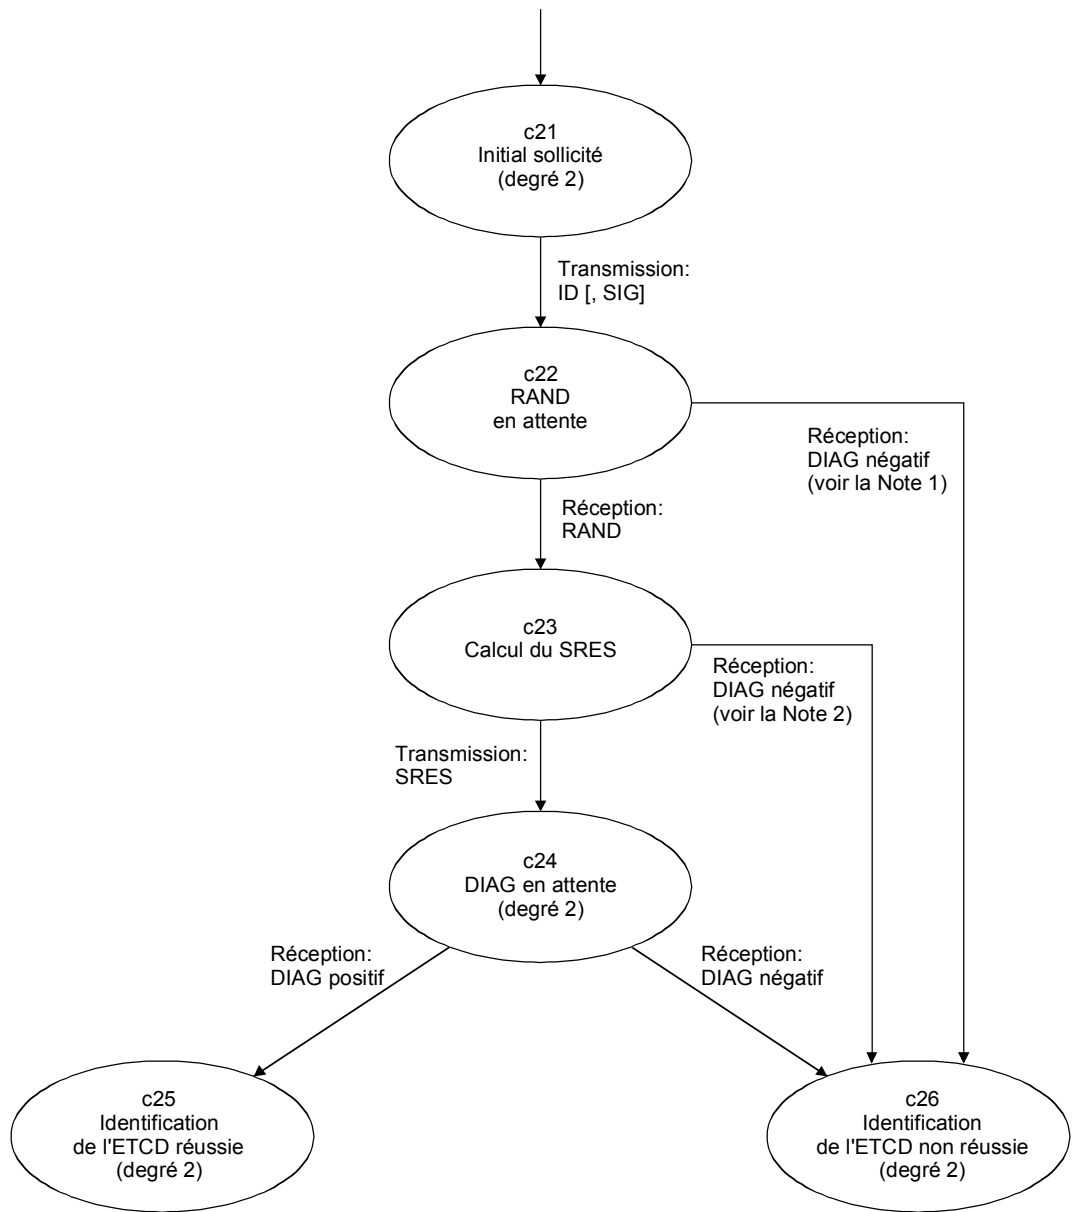 c21
Initial sollicité
(degré 2)
Transmission:
ID [, SIG]
c22
RAND
en attente
Réception:
DIAG négatif
(voir la Note 1)
Réception:
RAND
c23
Calcul du SRES
Réception:
DIAG négatif
(voir la Note 2)
Transmission:
SRES
c24
DIAG en attente
(degré 2)
Réception:
DIAG positif
Réception:
DIAG négatif
c25
Identification
de l'ETCD réussie
(degré 2)
c26
Identification
de l'ETCD non réussie
(degré 2)